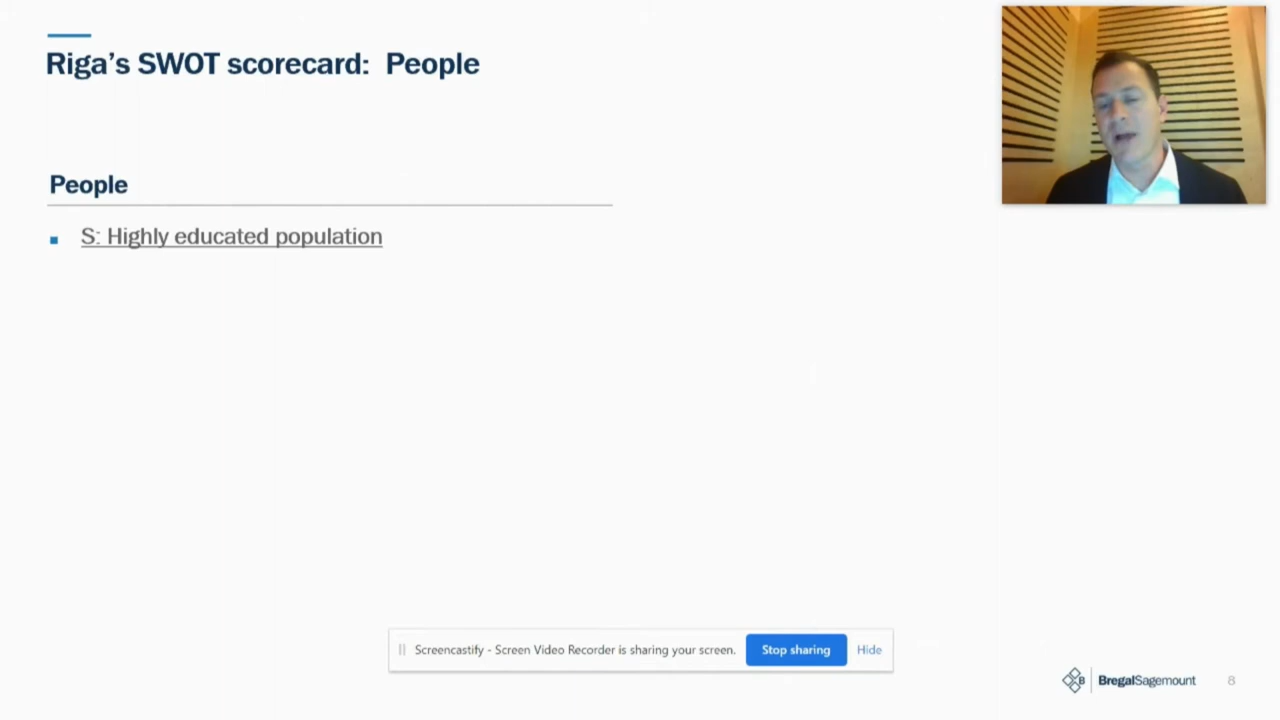 Riga's SWOT scorecard: People
People
S: Highly educated population
Screencastify - Screen Video Recorder is sharing your screen.
Stop sharing
Hide
B
BregalSagemount
8